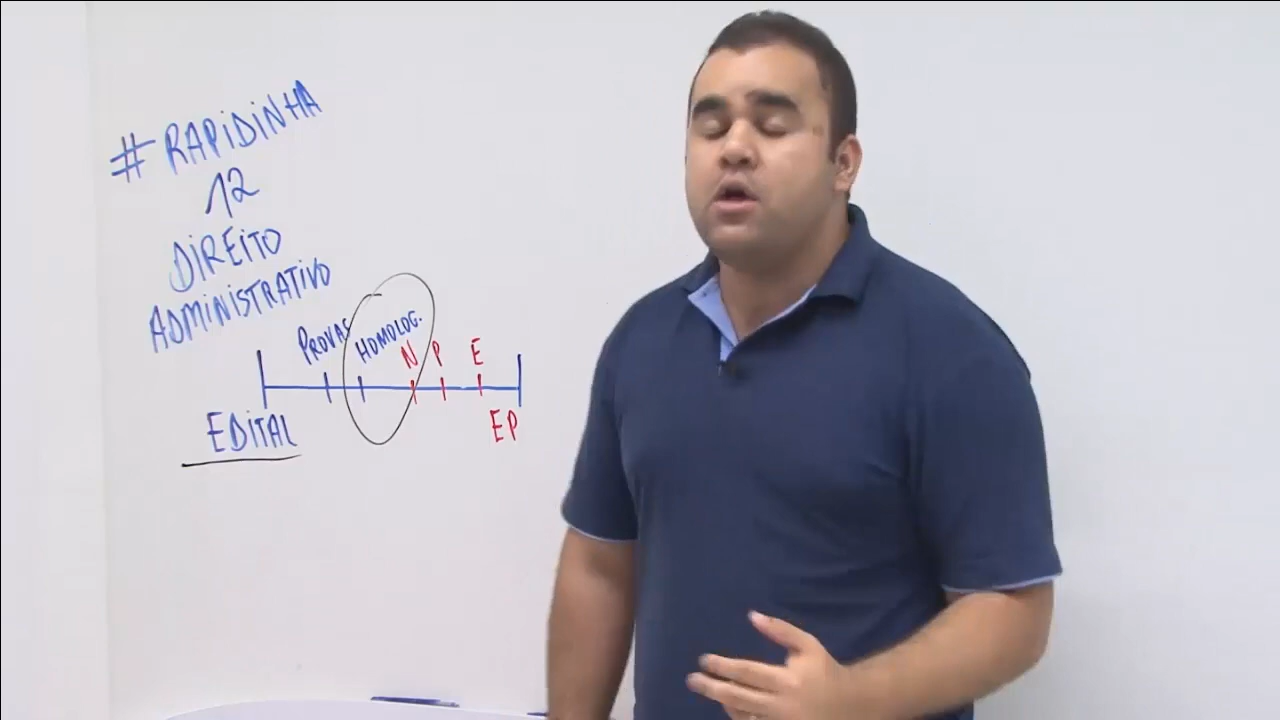 #RAPIDINHA
12
DIREITO
ADMINISTRATIVO
PROVAS HOMOLOG.
N P E
EDITAL EP